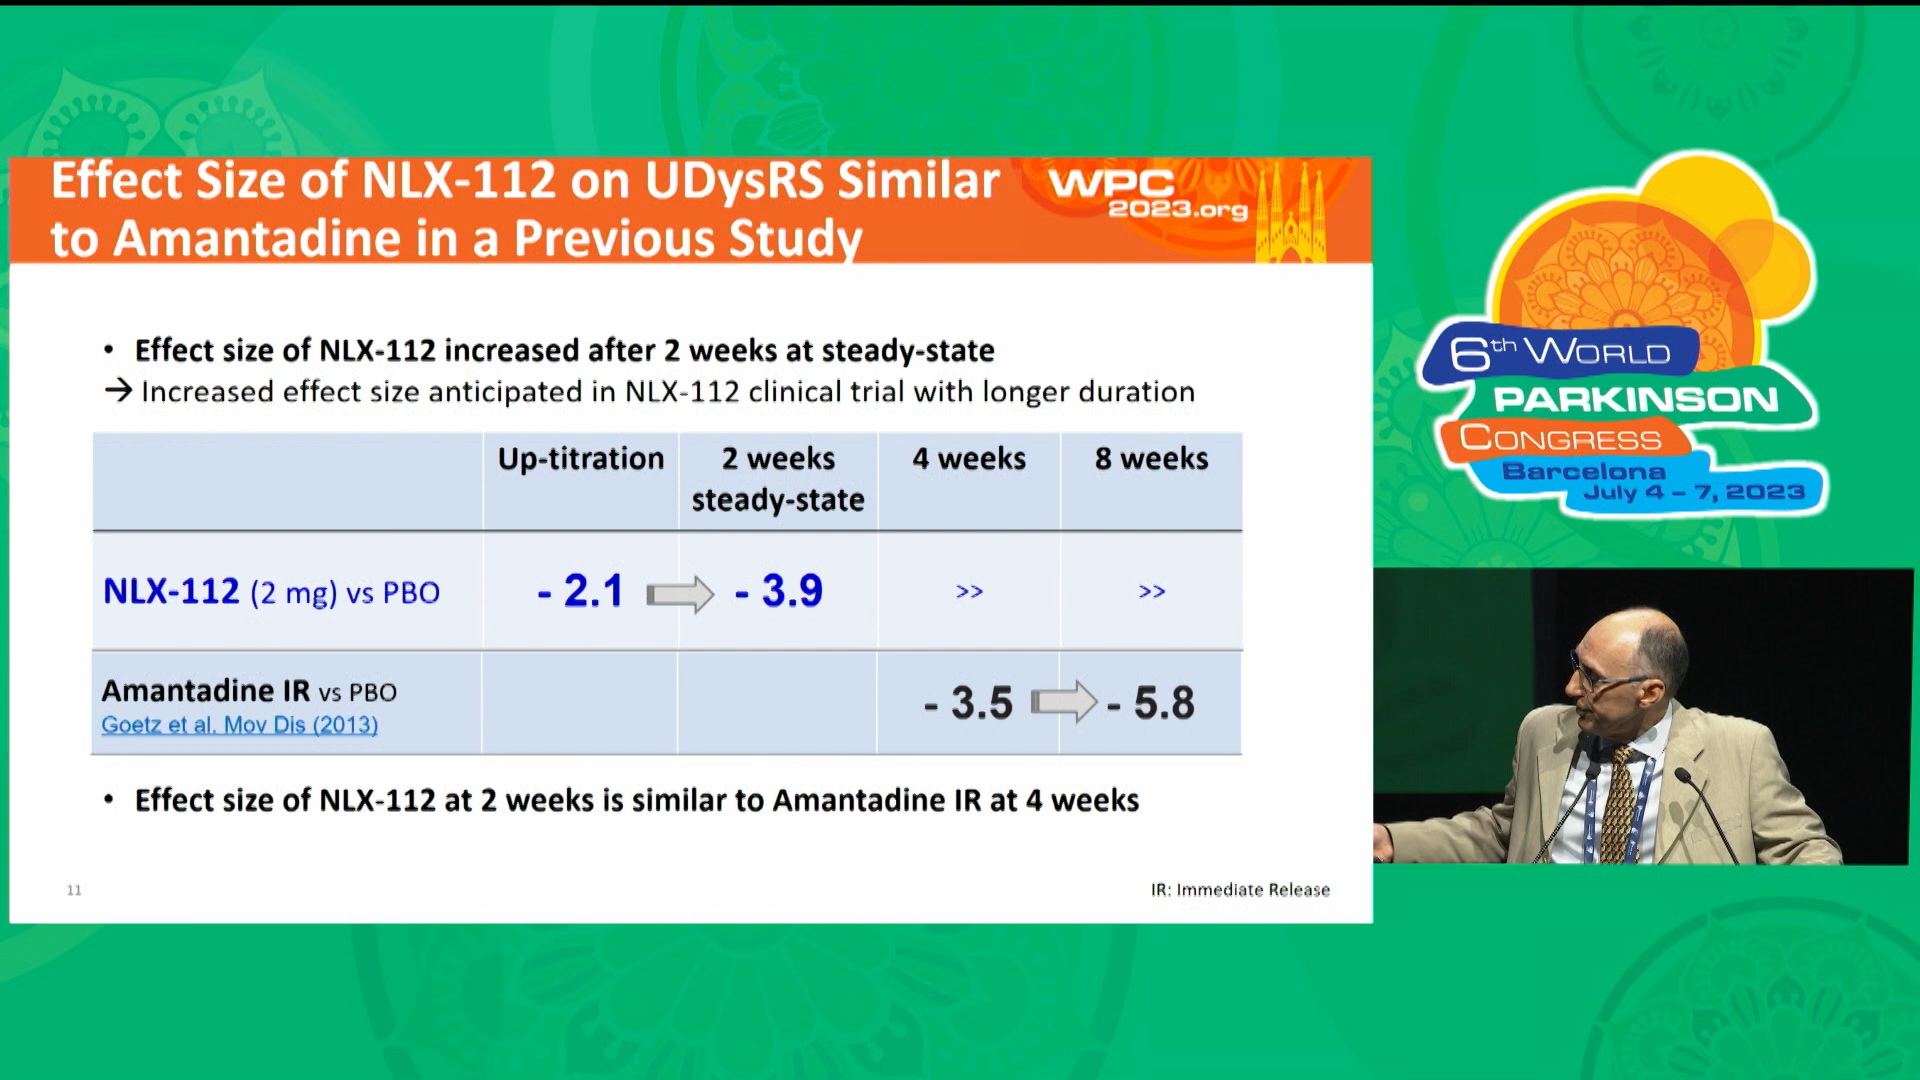 Effect Size of NLX-112 on UDysRS Similar
to Amantadine in a Previous Study
WPC
2023.org
• Effect size of NLX-112 increased after 2 weeks at steady-state
→ Increased effect size anticipated in NLX-112 clinical trial with longer duration
Up-titration 2 weeks steady-state 4 weeks 8 weeks
NLX-112 (2 mg) vs PBO - 2.1 - 3.9 >> >>
Amantadine IR vs PBO - 3.5 - 5.8
Goetz et al. Mov Dis (2013)
• Effect size of NLX-112 at 2 weeks is similar to Amantadine IR at 4 weeks
11
IR: Immediate Release
6th WORLD
PARKINSON
CONGRESS
Barcelona
July 4 – 7, 2023